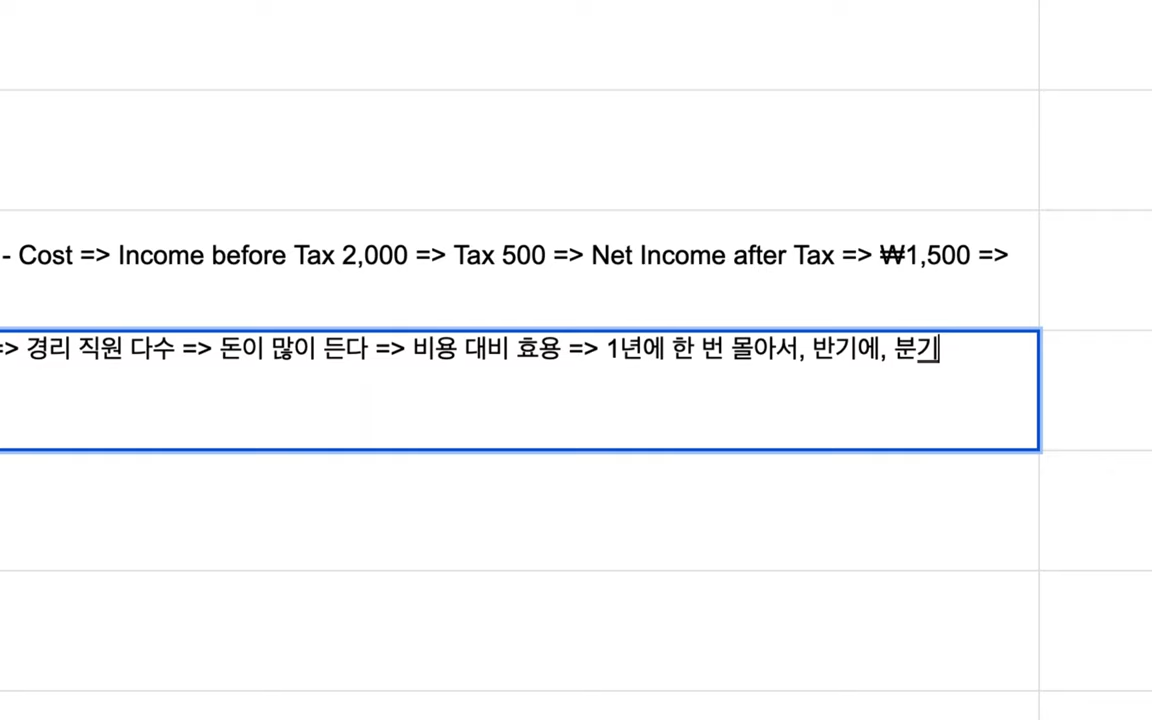 - Cost => Income before Tax 2,000 => Tax 500 => Net Income after Tax => ₩1,500 =>
=> 경리 직원 다수 => 돈이 많이 든다 => 비용 대비 효용 => 1년에 한 번 몰아서, 반기에, 분기